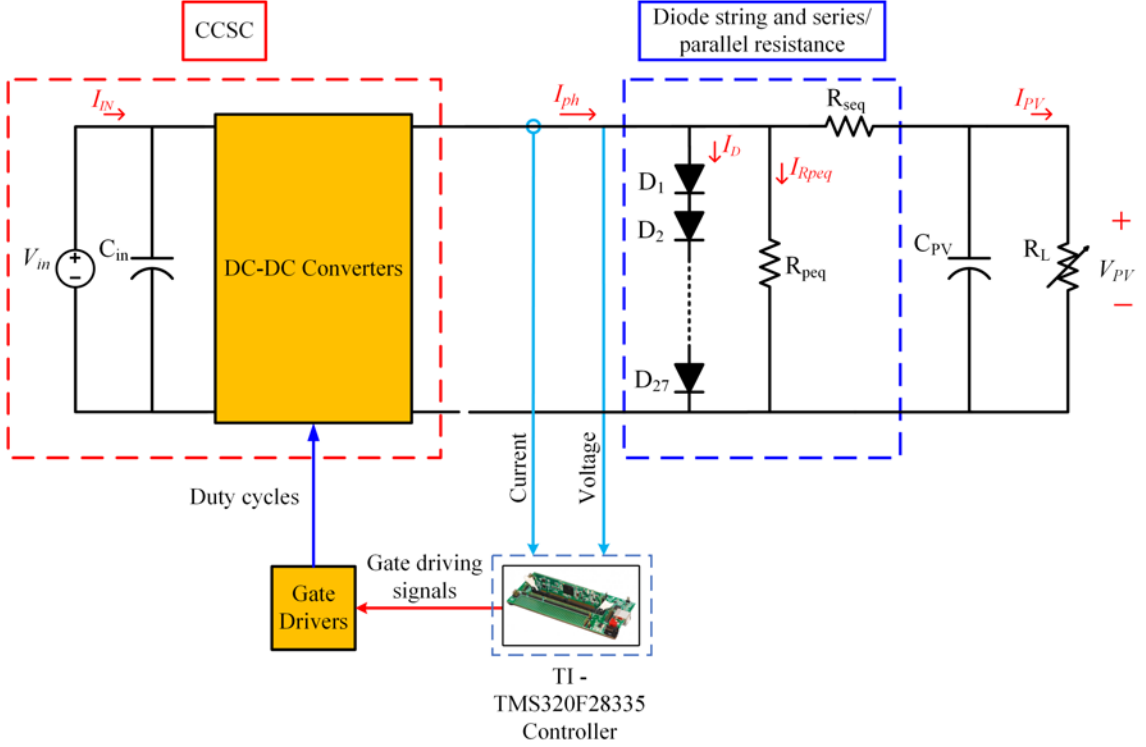 CCSC
Diode string and series/
parallel resistance
I_IN
I_ph
R_seq
I_PV
I_D
I_Rpeq
D_1
D_2
+
V_in
+
−
C_in
DC-DC Converters
R_peq
C_PV
R_L
V_PV
−
D_27
Current
Voltage
Duty cycles
Gate driving
signals
Gate
Drivers
TI -
TMS320F28335
Controller